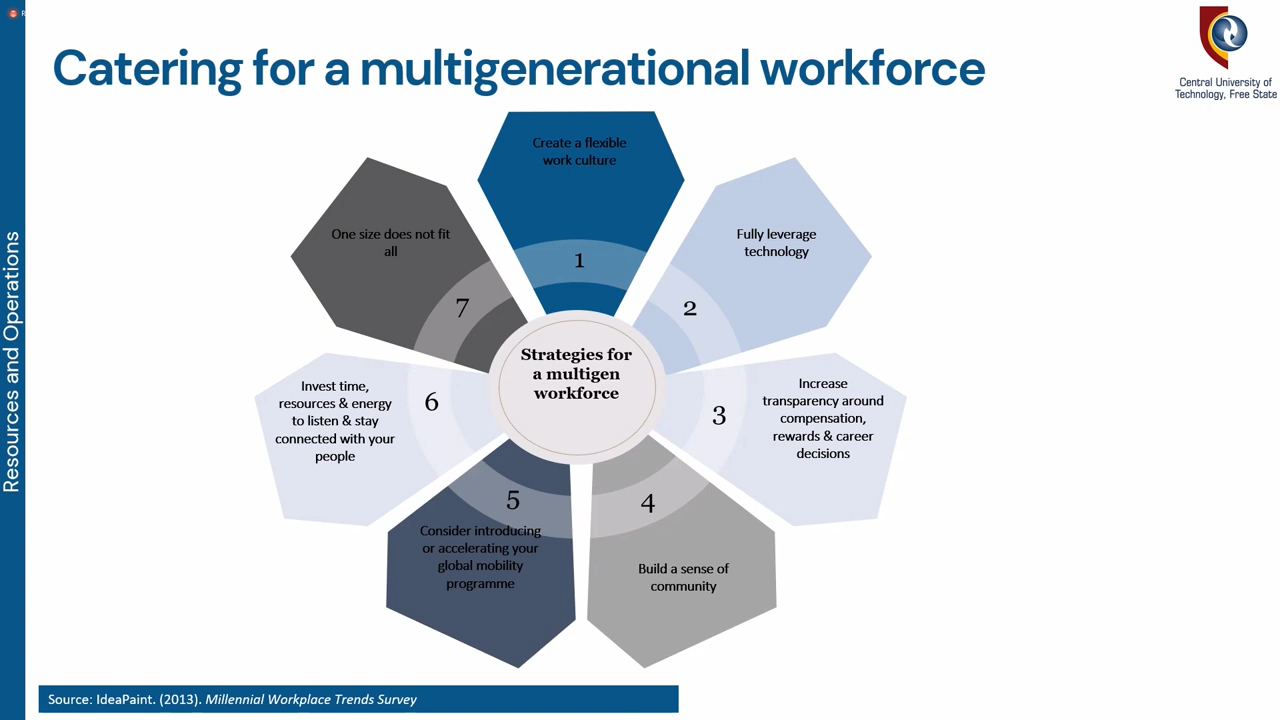 Catering for a multigenerational workforce
Central University of
Technology, Free State
Resources and Operations
Create a flexible
work culture
1
Fully leverage
technology
2
Increase
transparency around
compensation,
rewards & career
decisions
3
Build a sense of
community
4
Consider introducing
or accelerating your
global mobility
programme
5
Invest time,
resources & energy
to listen & stay
connected with your
people
6
One size does not fit
all
7
Strategies for
a multigen
workforce
Source: IdeaPaint. (2013). Millennial Workplace Trends Survey